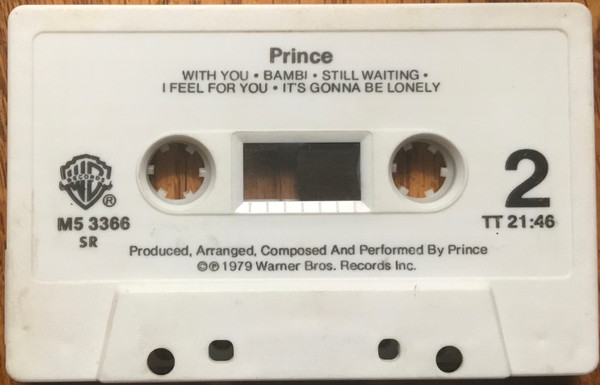 Prince
WITH YOU • BAMBI • STILL WAITING •
I FEEL FOR YOU • IT'S GONNA BE LONELY
RECORDS
®
M5 3366
SR
2
TT 21:46
Produced, Arranged, Composed And Performed By Prince
©℗ 1979 Warner Bros. Records Inc.